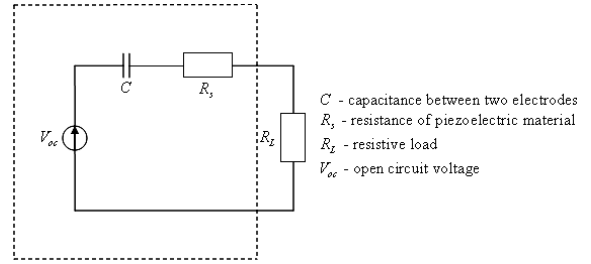 C
R_s
V_oc
R_L
C - capacitance between two electrodes
R_s - resistance of piezoelectric material
R_L - resistive load
V_oc - open circuit voltage